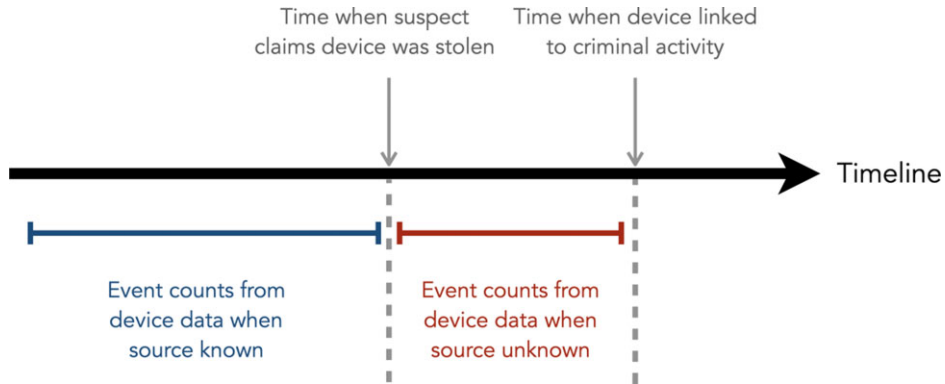 Time when suspect
claims device was stolen
Time when device linked
to criminal activity
Timeline
Event counts from
device data when
source known
Event counts from
device data when
source unknown